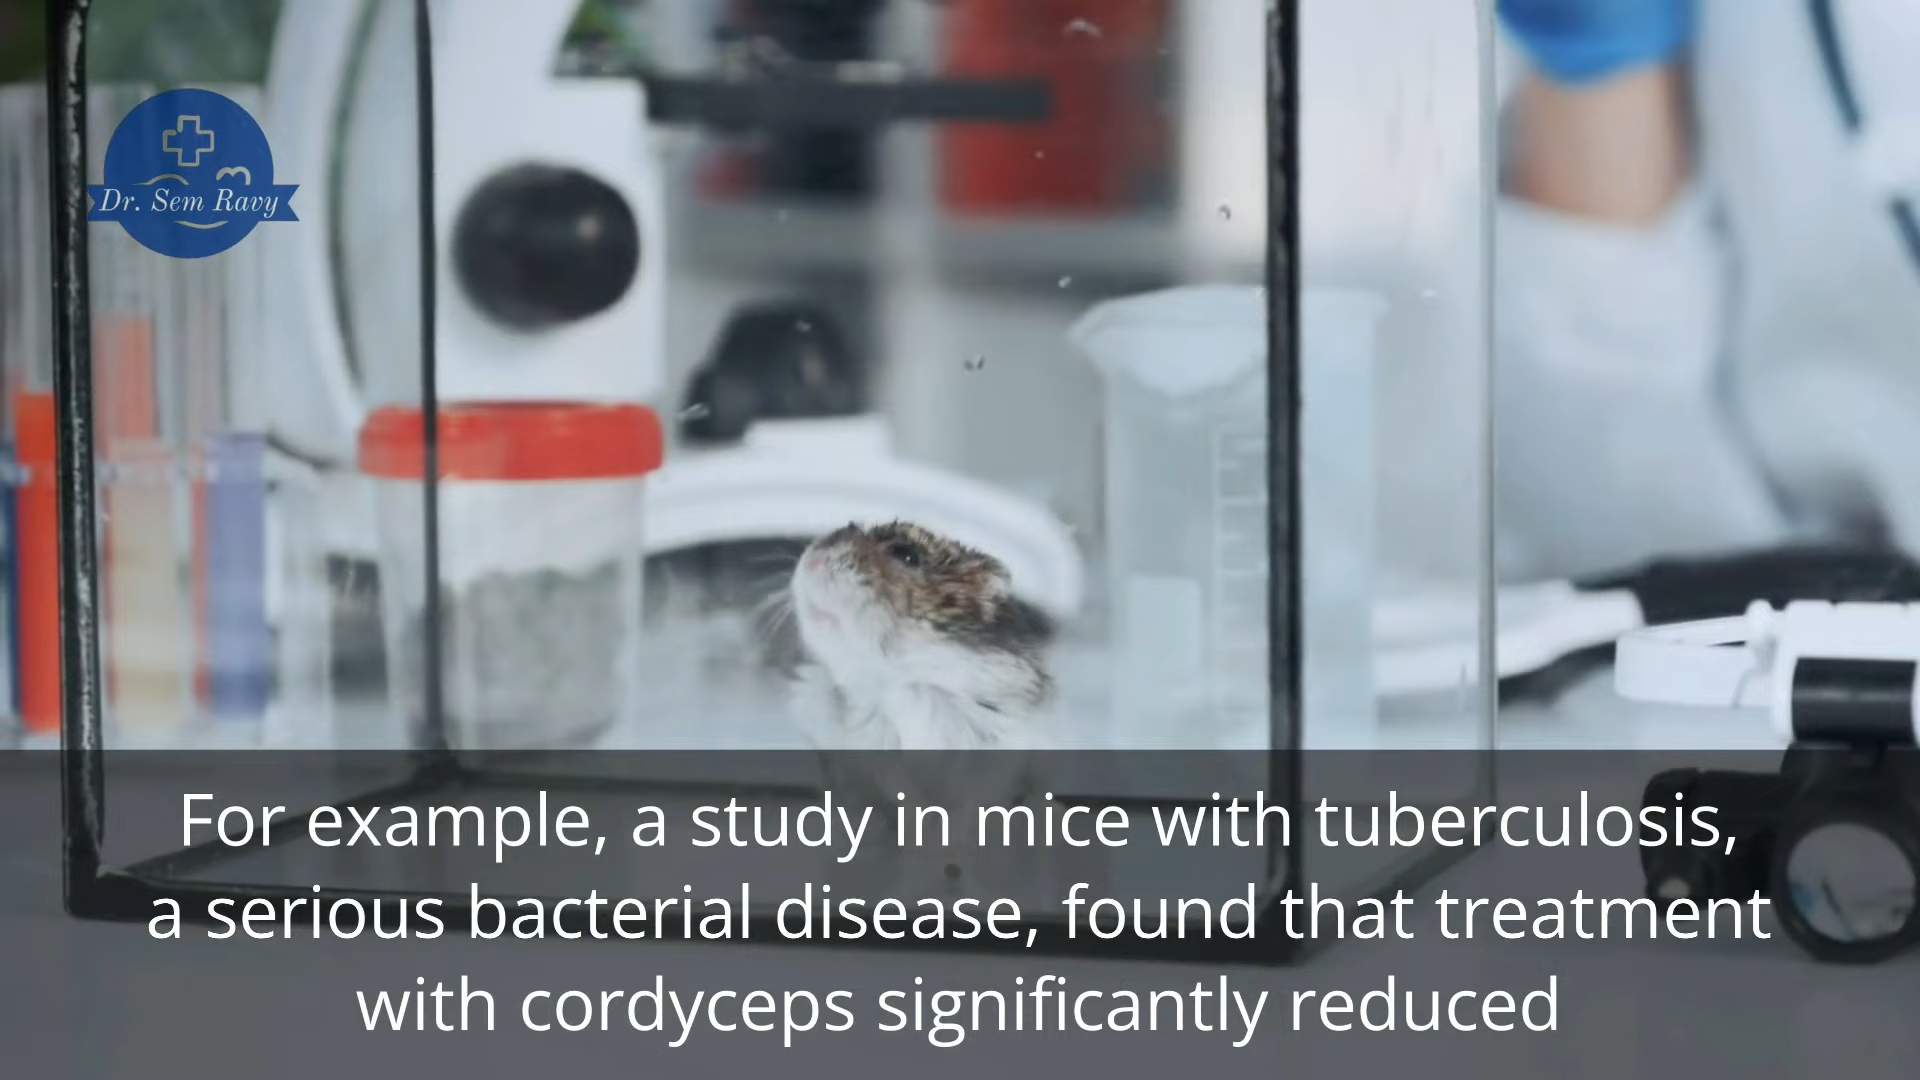 Dr. Sem Ravy
For example, a study in mice with tuberculosis,
a serious bacterial disease, found that treatment
with cordyceps significantly reduced